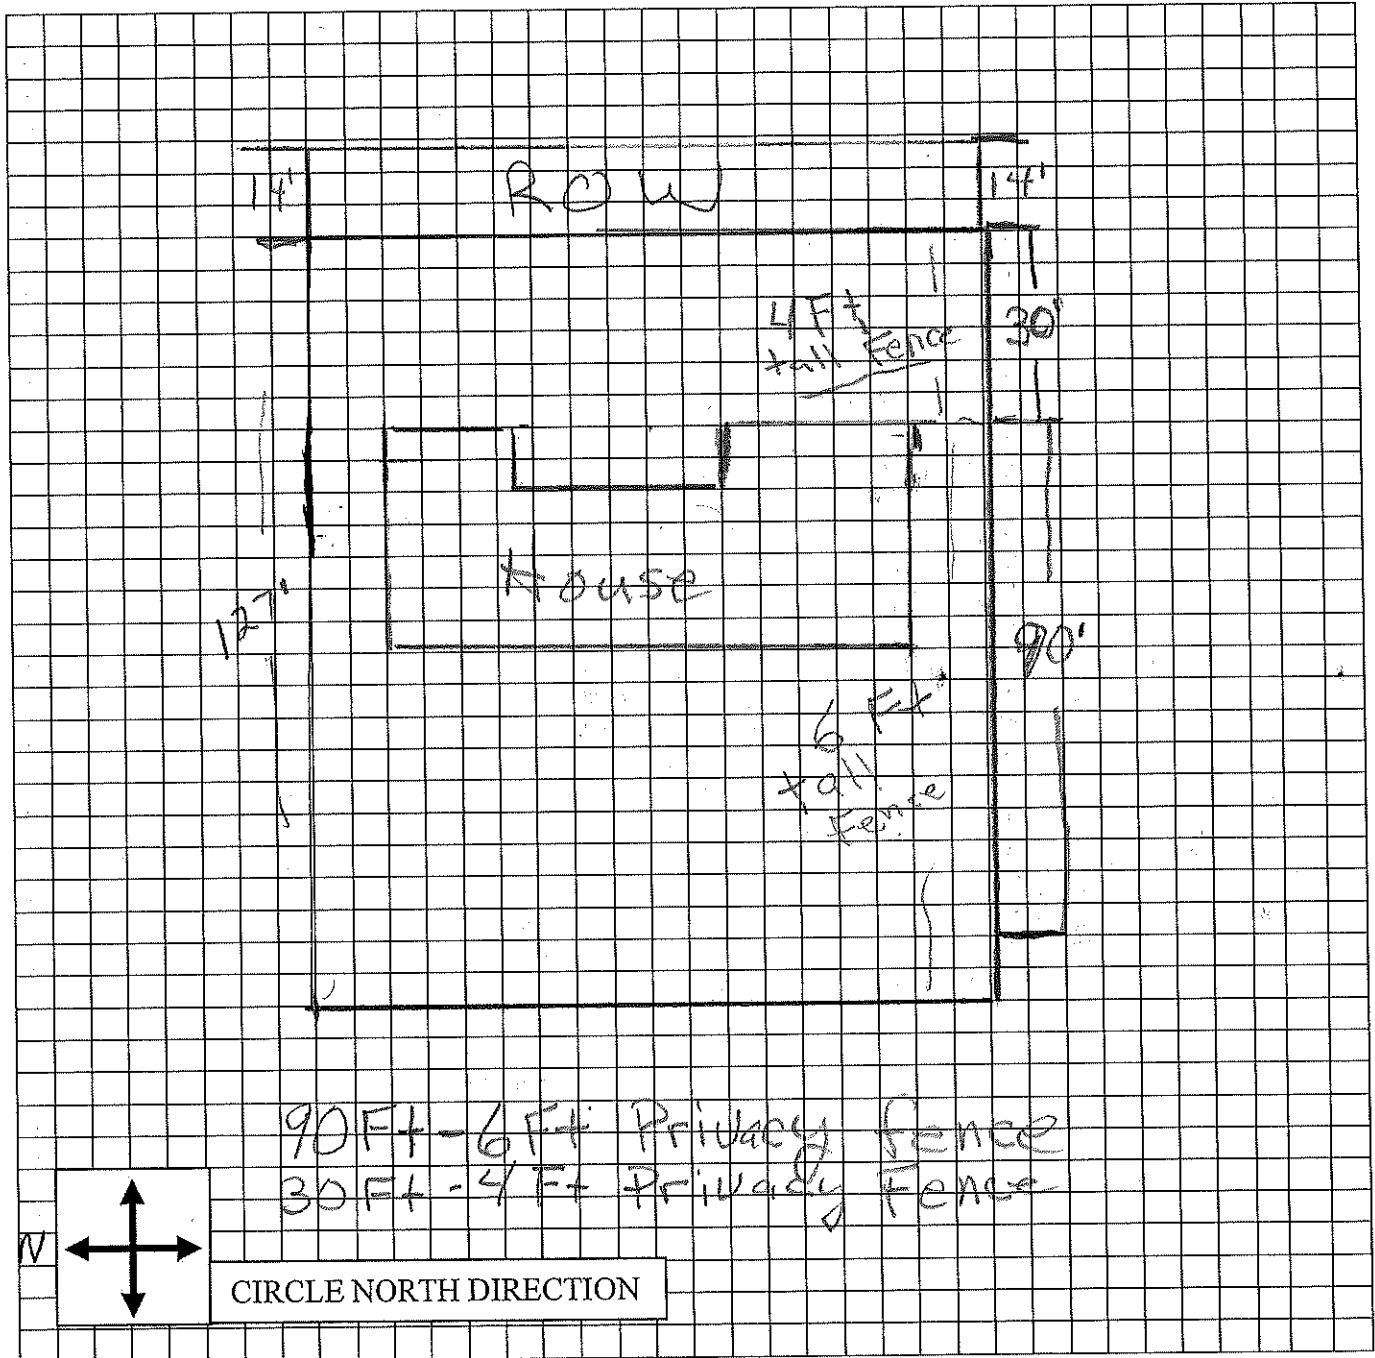 14'
ROW
14'
4 Ft
tall Fence
30'
House
127'
90'
6 Ft
tall
Fence
90 Ft - 6 Ft Privacy fence
30 Ft - 4 Ft Privacy Fence
N
CIRCLE NORTH DIRECTION